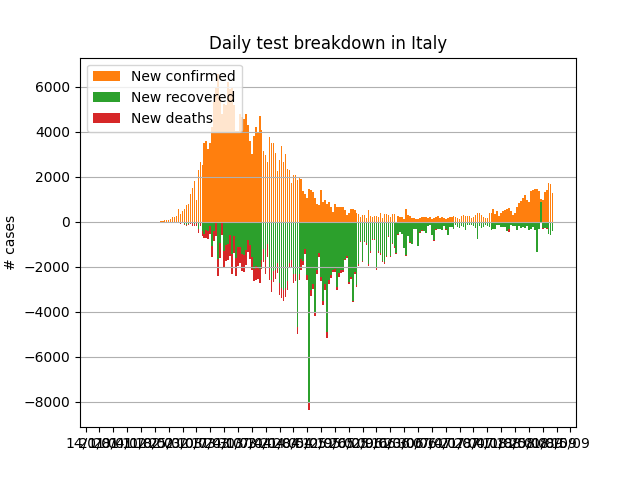 Daily test breakdown in Italy
New confirmed
New recovered
New deaths
# cases
6000
4000
2000
0
−2000
−4000
−6000
−8000